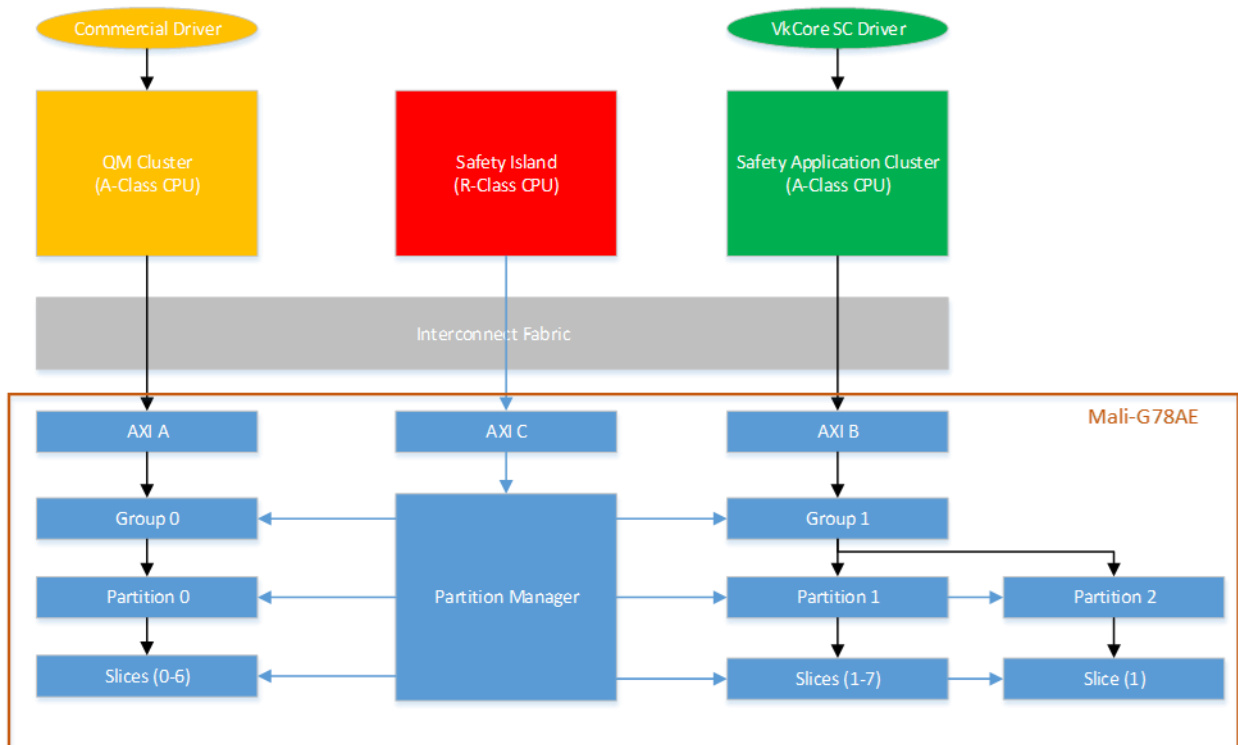 Commercial Driver
VkCore SC Driver
QM Cluster
(A-Class CPU)
Safety Island
(R-Class CPU)
Safety Application Cluster
(A-Class CPU)
Interconnect Fabric
Mali-G78AE
AXI A
AXI C
AXI B
Group 0
Group 1
Partition 0
Partition Manager
Partition 1
Partition 2
Slices (0-6)
Slices (1-7)
Slice (1)